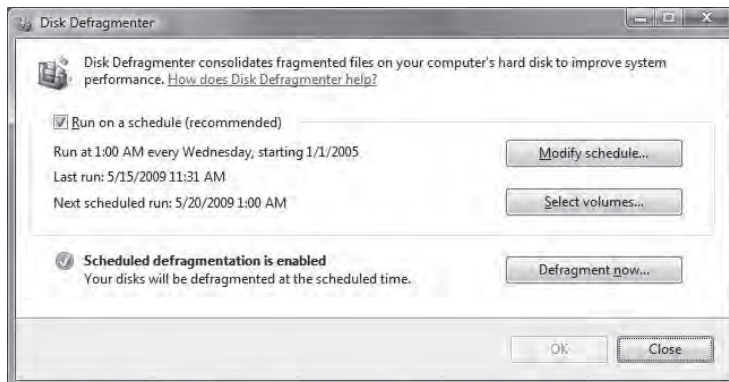 Disk Defragmenter
Disk Defragmenter consolidates fragmented files on your computer's hard disk to improve system
performance. How does Disk Defragmenter help?
Run on a schedule (recommended)
Run at 1:00 AM every Wednesday, starting 1/1/2005
Modify schedule...
Last run: 5/15/2009 11:31 AM
Next scheduled run: 5/20/2009 1:00 AM
Select volumes...
Scheduled defragmentation is enabled
Your disks will be defragmented at the scheduled time.
Defragment now...
OK
Close